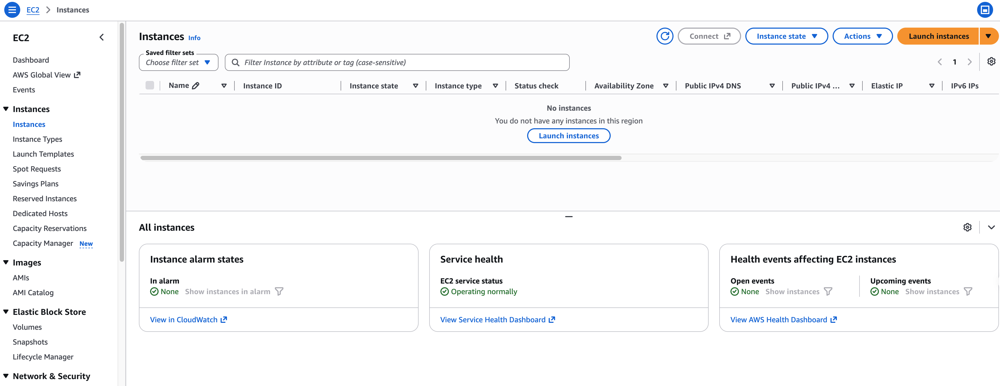 EC2 > Instances
EC2
Dashboard
AWS Global View
Events
Instances
Instances
Instance Types
Launch Templates
Spot Requests
Savings Plans
Reserved Instances
Dedicated Hosts
Capacity Reservations
Capacity Manager New
Images
AMIs
AMI Catalog
Elastic Block Store
Volumes
Snapshots
Lifecycle Manager
Network & Security
Instances Info
Connect
Instance state
Actions
Launch instances
Saved filter sets
Choose filter set
Filter Instance by attribute or tag (case-sensitive)
1
Name
Instance ID
Instance state
Instance type
Status check
Availability Zone
Public IPv4 DNS
Public IPv4 ...
Elastic IP
IPv6 IPs
No instances
You do not have any instances in this region
Launch instances
All instances
Instance alarm states
In alarm
None Show instances in alarm
View in CloudWatch
Service health
EC2 service status
Operating normally
View Service Health Dashboard
Health events affecting EC2 instances
Open events
None Show instances
Upcoming events
None Show instances
View AWS Health Dashboard